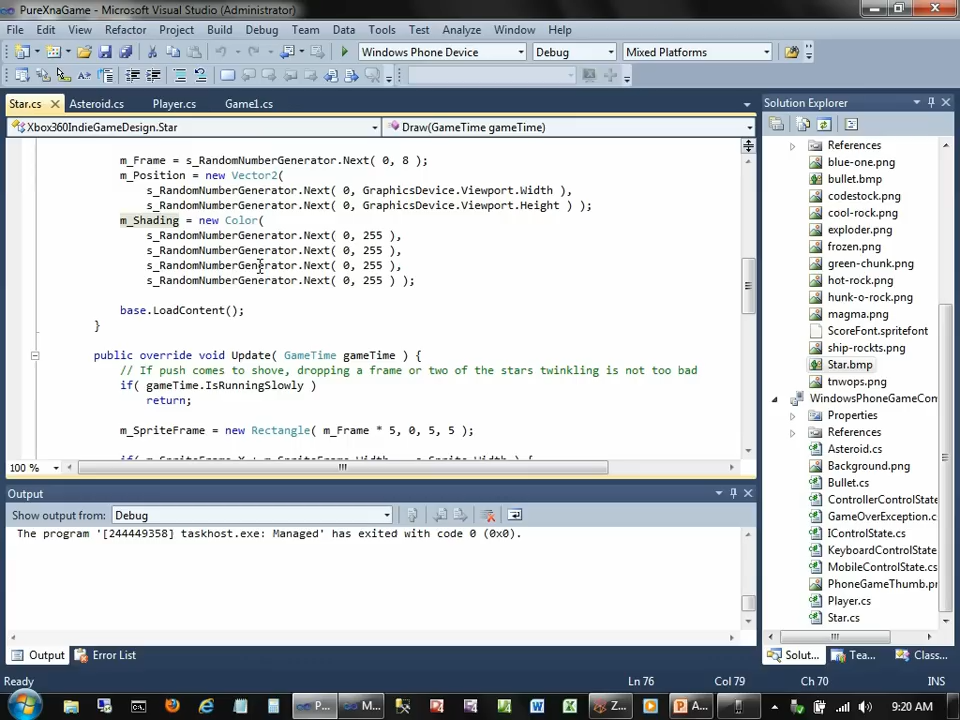 PureXnaGame - Microsoft Visual Studio (Administrator)
File Edit View Refactor Project Build Debug Team Data Tools Test Analyze Window Help
Windows Phone Device Debug Mixed Platforms
Star.cs Asteroid.cs Player.cs Game1.cs
Xbox360IndieGameDesign.Star Draw(GameTime gameTime)
m_Frame = s_RandomNumberGenerator.Next( 0, 8 );
m_Position = new Vector2(
s_RandomNumberGenerator.Next( 0, GraphicsDevice.Viewport.Width ),
s_RandomNumberGenerator.Next( 0, GraphicsDevice.Viewport.Height ) );
m_Shading = new Color(
s_RandomNumberGenerator.Next( 0, 255 ),
s_RandomNumberGenerator.Next( 0, 255 ),
s_RandomNumberGenerator.Next( 0, 255 ),
s_RandomNumberGenerator.Next( 0, 255 ) );
base.LoadContent();
}
public override void Update( GameTime gameTime ) {
// If push comes to shove, dropping a frame or two of the stars twinkling is not too bad
if( gameTime.IsRunningSlowly )
return;
m_SpriteFrame = new Rectangle( m_Frame * 5, 0, 5, 5 );
100 %
Output
Show output from: Debug
The program '[244449358] taskhost.exe: Managed' has exited with code 0 (0x0).
Output Error List
Solution Explorer
References
blue-one.png
bullet.bmp
codestock.png
cool-rock.png
exploder.png
frozen.png
green-chunk.png
hot-rock.png
hunk-o-rock.png
magma.png
ScoreFont.spritefont
ship-rockts.png
Star.bmp
tnwops.png
WindowsPhoneGameCon
Properties
References
Asteroid.cs
Background.png
Bullet.cs
ControllerControlState
GameOverException.c
IControlState.cs
KeyboardControlState
MobileControlState.cs
PhoneGameThumb.pr
Player.cs
Star.cs
Solut... Tea... Class...
Ready Ln 76 Col 79 Ch 70 INS
P... M... Z... A... 9:20 AM